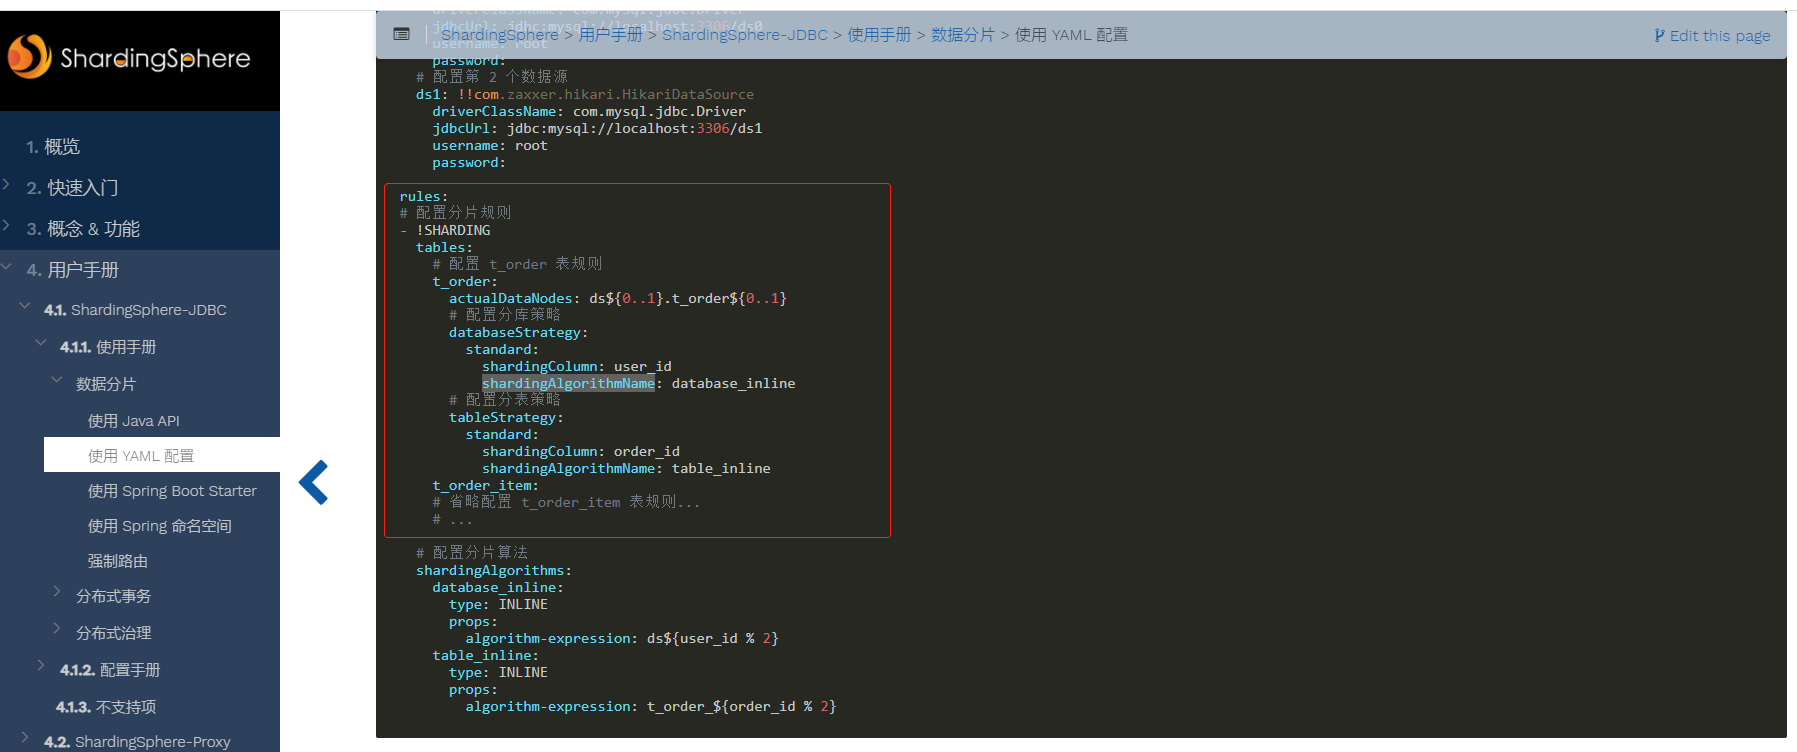 ShardingSphere
1. 概览
2. 快速入门
3. 概念 & 功能
4. 用户手册
4.1. ShardingSphere-JDBC
4.1.1. 使用手册
数据分片
使用 Java API
使用 YAML 配置
使用 Spring Boot Starter
使用 Spring 命名空间
强制路由
分布式事务
分布式治理
4.1.2. 配置手册
4.1.3. 不支持项
4.2. ShardingSphere-Proxy
ShardingSphere > 用户手册 > ShardingSphere-JDBC > 使用手册 > 数据分片 > 使用 YAML 配置
Edit this page
driverClassName: com.mysql.jdbc.Driver
jdbcUrl: jdbc:mysql://localhost:3306/ds0
username: root
password:
# 配置第 2 个数据源
ds1: !!com.zaxxer.hikari.HikariDataSource
driverClassName: com.mysql.jdbc.Driver
jdbcUrl: jdbc:mysql://localhost:3306/ds1
username: root
password:
rules:
# 配置分片规则
- !SHARDING
tables:
# 配置 t_order 表规则
t_order:
actualDataNodes: ds${0..1}.t_order${0..1}
# 配置分库策略
databaseStrategy:
standard:
shardingColumn: user_id
shardingAlgorithmName: database_inline
# 配置分表策略
tableStrategy:
standard:
shardingColumn: order_id
shardingAlgorithmName: table_inline
t_order_item:
# 省略配置 t_order_item 表规则...
# ...
# 配置分片算法
shardingAlgorithms:
database_inline:
type: INLINE
props:
algorithm-expression: ds${user_id % 2}
table_inline:
type: INLINE
props:
algorithm-expression: t_order_${order_id % 2}